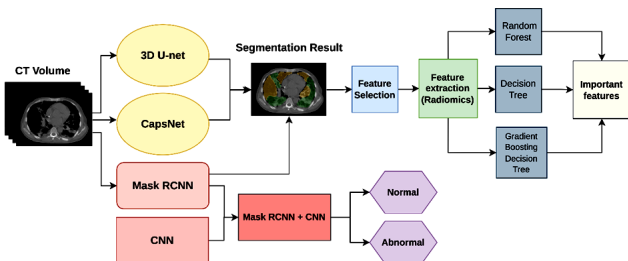 CT Volume
3D U-net
CapsNet
Mask RCNN
CNN
Segmentation Result
Mask RCNN + CNN
Normal
Abnormal
Feature
Selection
Feature
extraction
(Radiomics)
Random
Forest
Decision
Tree
Gradient
Boosting
Decision
Tree
Important
features